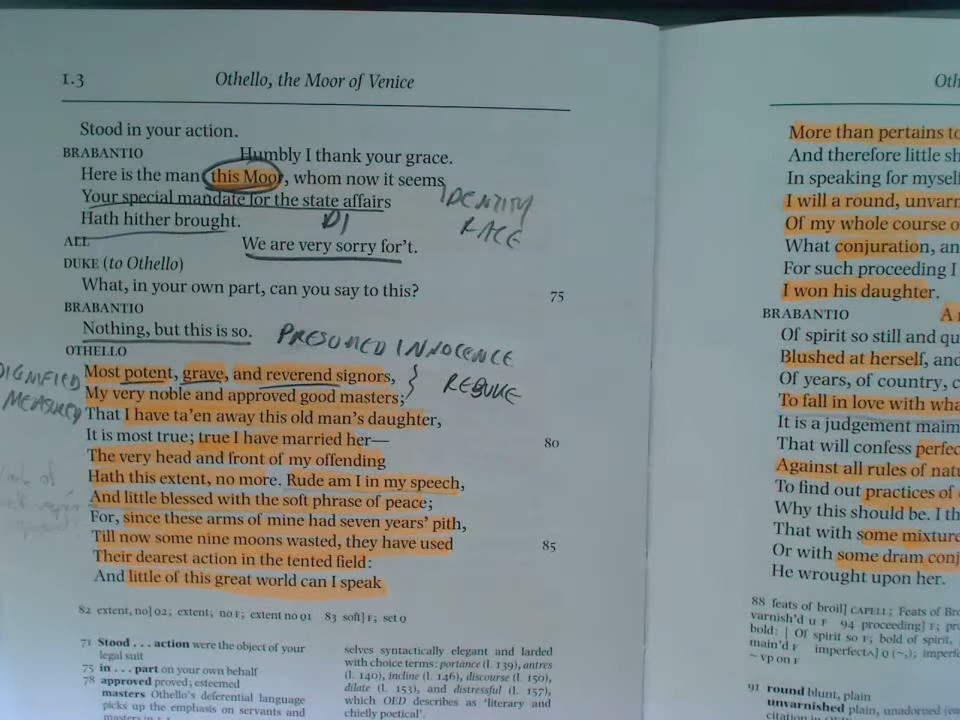 1.3
Othello, the Moor of Venice
Stood in your action.
BRABANTIO
Humbly I thank your grace.
Here is the man, this Moor, whom now it seems
Your special mandate for the state affairs
Hath hither brought.
IDENTITY
RACE
ALL
We are very sorry for't.
DUKE (to Othello)
What, in your own part, can you say to this?
75
BRABANTIO
Nothing, but this is so.
PRESUMED INNOCENCE
OTHELLO
DIGNIFIED
MEASURED
Most potent, grave, and reverend signors,
REBUKE
My very noble and approved good masters;
That I have ta'en away this old man's daughter,
It is most true; true I have married her—
80
The very head and front of my offending
Hath this extent, no more. Rude am I in my speech,
And little blessed with the soft phrase of peace;
For, since these arms of mine had seven years' pith,
Till now some nine moons wasted, they have used
85
Their dearest action in the tented field:
And little of this great world can I speak
82 extent, no] Q2; extent; no F; extent no Q1 83 soft] F; set Q
71 Stood . . . action were the object of your
legal suit
75 in . . . part on your own behalf
78 approved proved; esteemed
masters Othello's deferential language
picks up the emphasis on servants and
masters in 1.1
selves syntactically elegant and larded
with choice terms: portance (l. 139), antres
(l. 140), incline (l. 146), discourse (l. 150),
dilate (l. 153), and distressful (l. 157),
which OED describes as 'literary and
chiefly poetical'.
Oth
More than pertains to
And therefore little sh
In speaking for myself
I will a round, unvarn
Of my whole course o
What conjuration, an
For such proceeding I
I won his daughter.
BRABANTIO
A
Of spirit so still and qu
Blushed at herself, and
Of years, of country, c
To fall in love with wha
It is a judgement maim
That will confess perfec
Against all rules of natu
To find out practices of
Why this should be. I th
That with some mixture
Or with some dram conj
He wrought upon her.
88 feats of broil] CAPELL; Feats of Bro
varnish'd u F 94 proceeding] F; pro
bold: | Of spirit so F; bold of spirit,
main'd F imperfect^] Q (~,); imperfe
~ vp on F
91 round blunt, plain
unvarnished plain, unadorned (ea
citation in OED